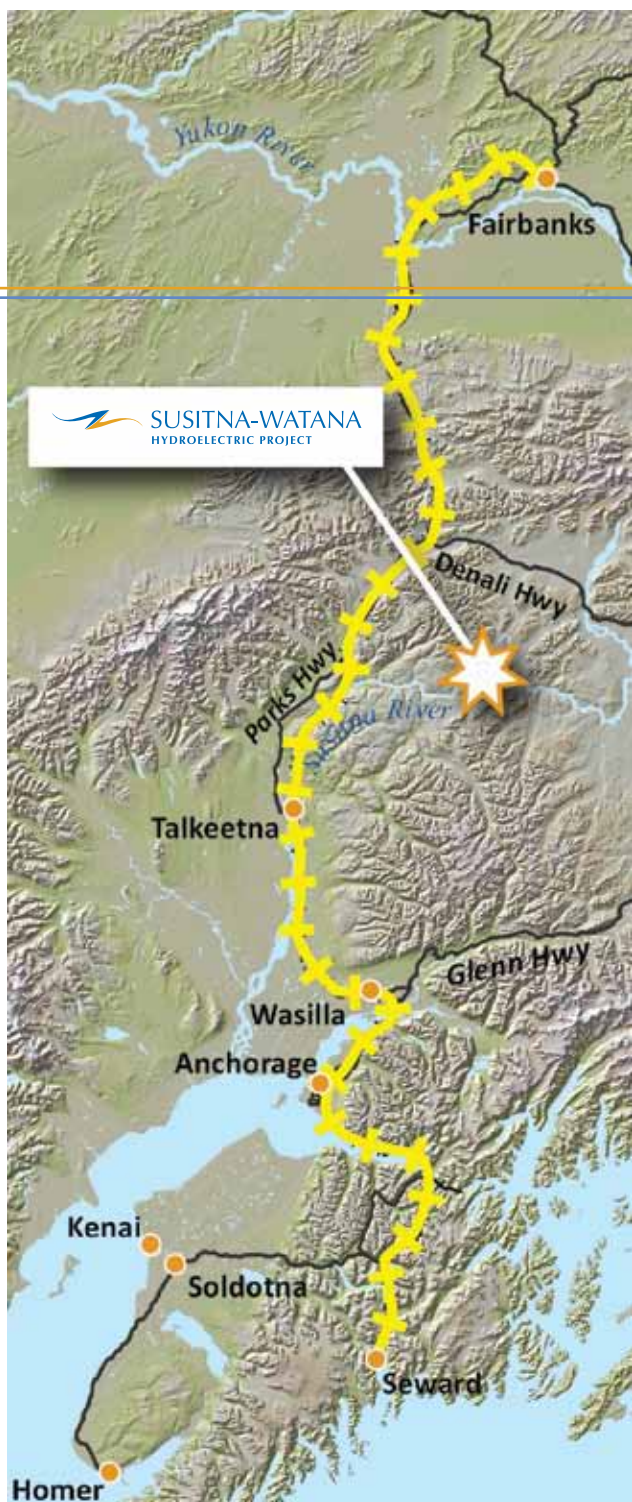 Yukon River
Fairbanks
SUSITNA-WATANA
HYDROELECTRIC PROJECT
Denali Hwy
Parks Hwy
Susitna River
Talkeetna
Glenn Hwy
Wasilla
Anchorage
Kenai
Soldotna
Seward
Homer